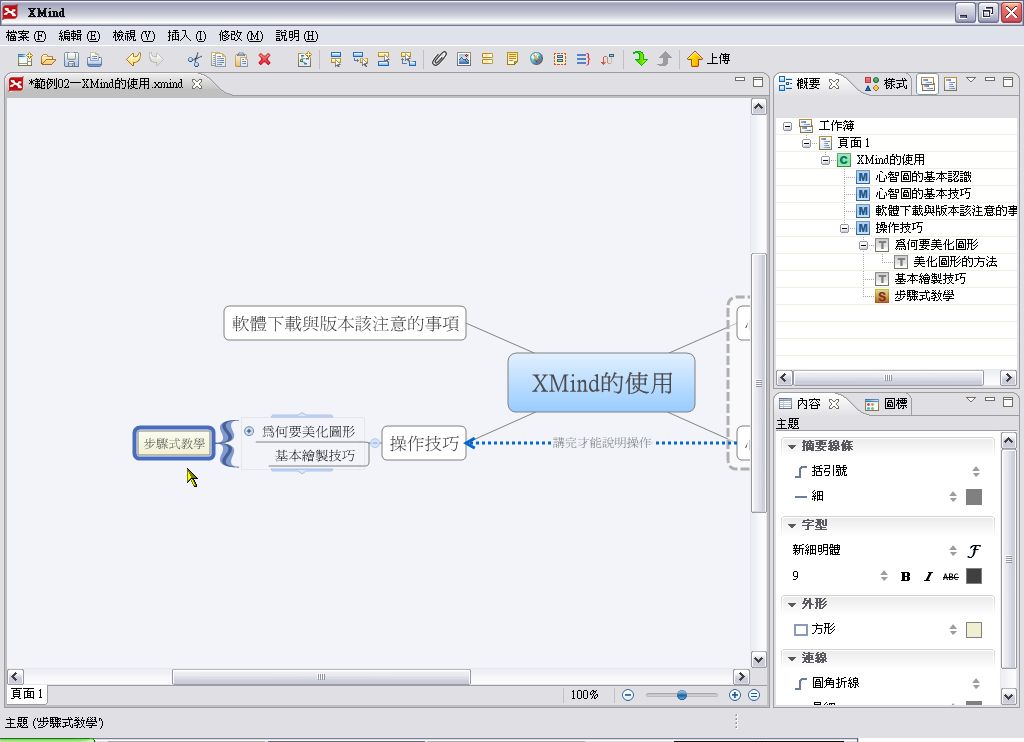 XMind
檔案 (F) 編輯 (E) 檢視 (V) 插入 (I) 修改 (M) 說明 (H)
上傳
*範例02—XMind的使用.xmind
軟體下載與版本該注意的事項
XMind的使用
步驟式教學
為何要美化圖形
基本繪製技巧
操作技巧
講完才能說明操作
頁面 1
100%
主題 ('步驟式教學')
概要
樣式
工作簿
頁面 1
C XMind的使用
M 心智圖的基本認識
M 心智圖的基本技巧
M 軟體下載與版本該注意的事
M 操作技巧
T 為何要美化圖形
T 美化圖形的方法
T 基本繪製技巧
S 步驟式教學
內容
圖標
主題
摘要線條
括引號
細
字型
新細明體
9 B I ABC
外形
方形
連線
圓角折線